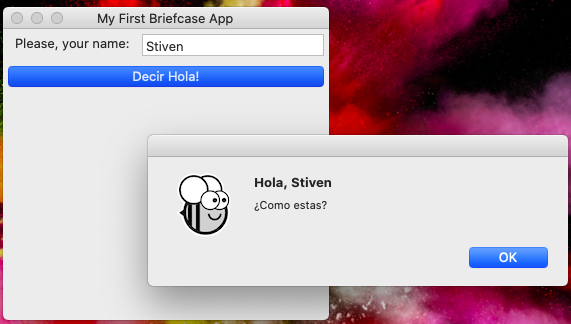 My First Briefcase App
Please, your name: Stiven
Decir Hola!
Hola, Stiven
¿Como estas?
OK